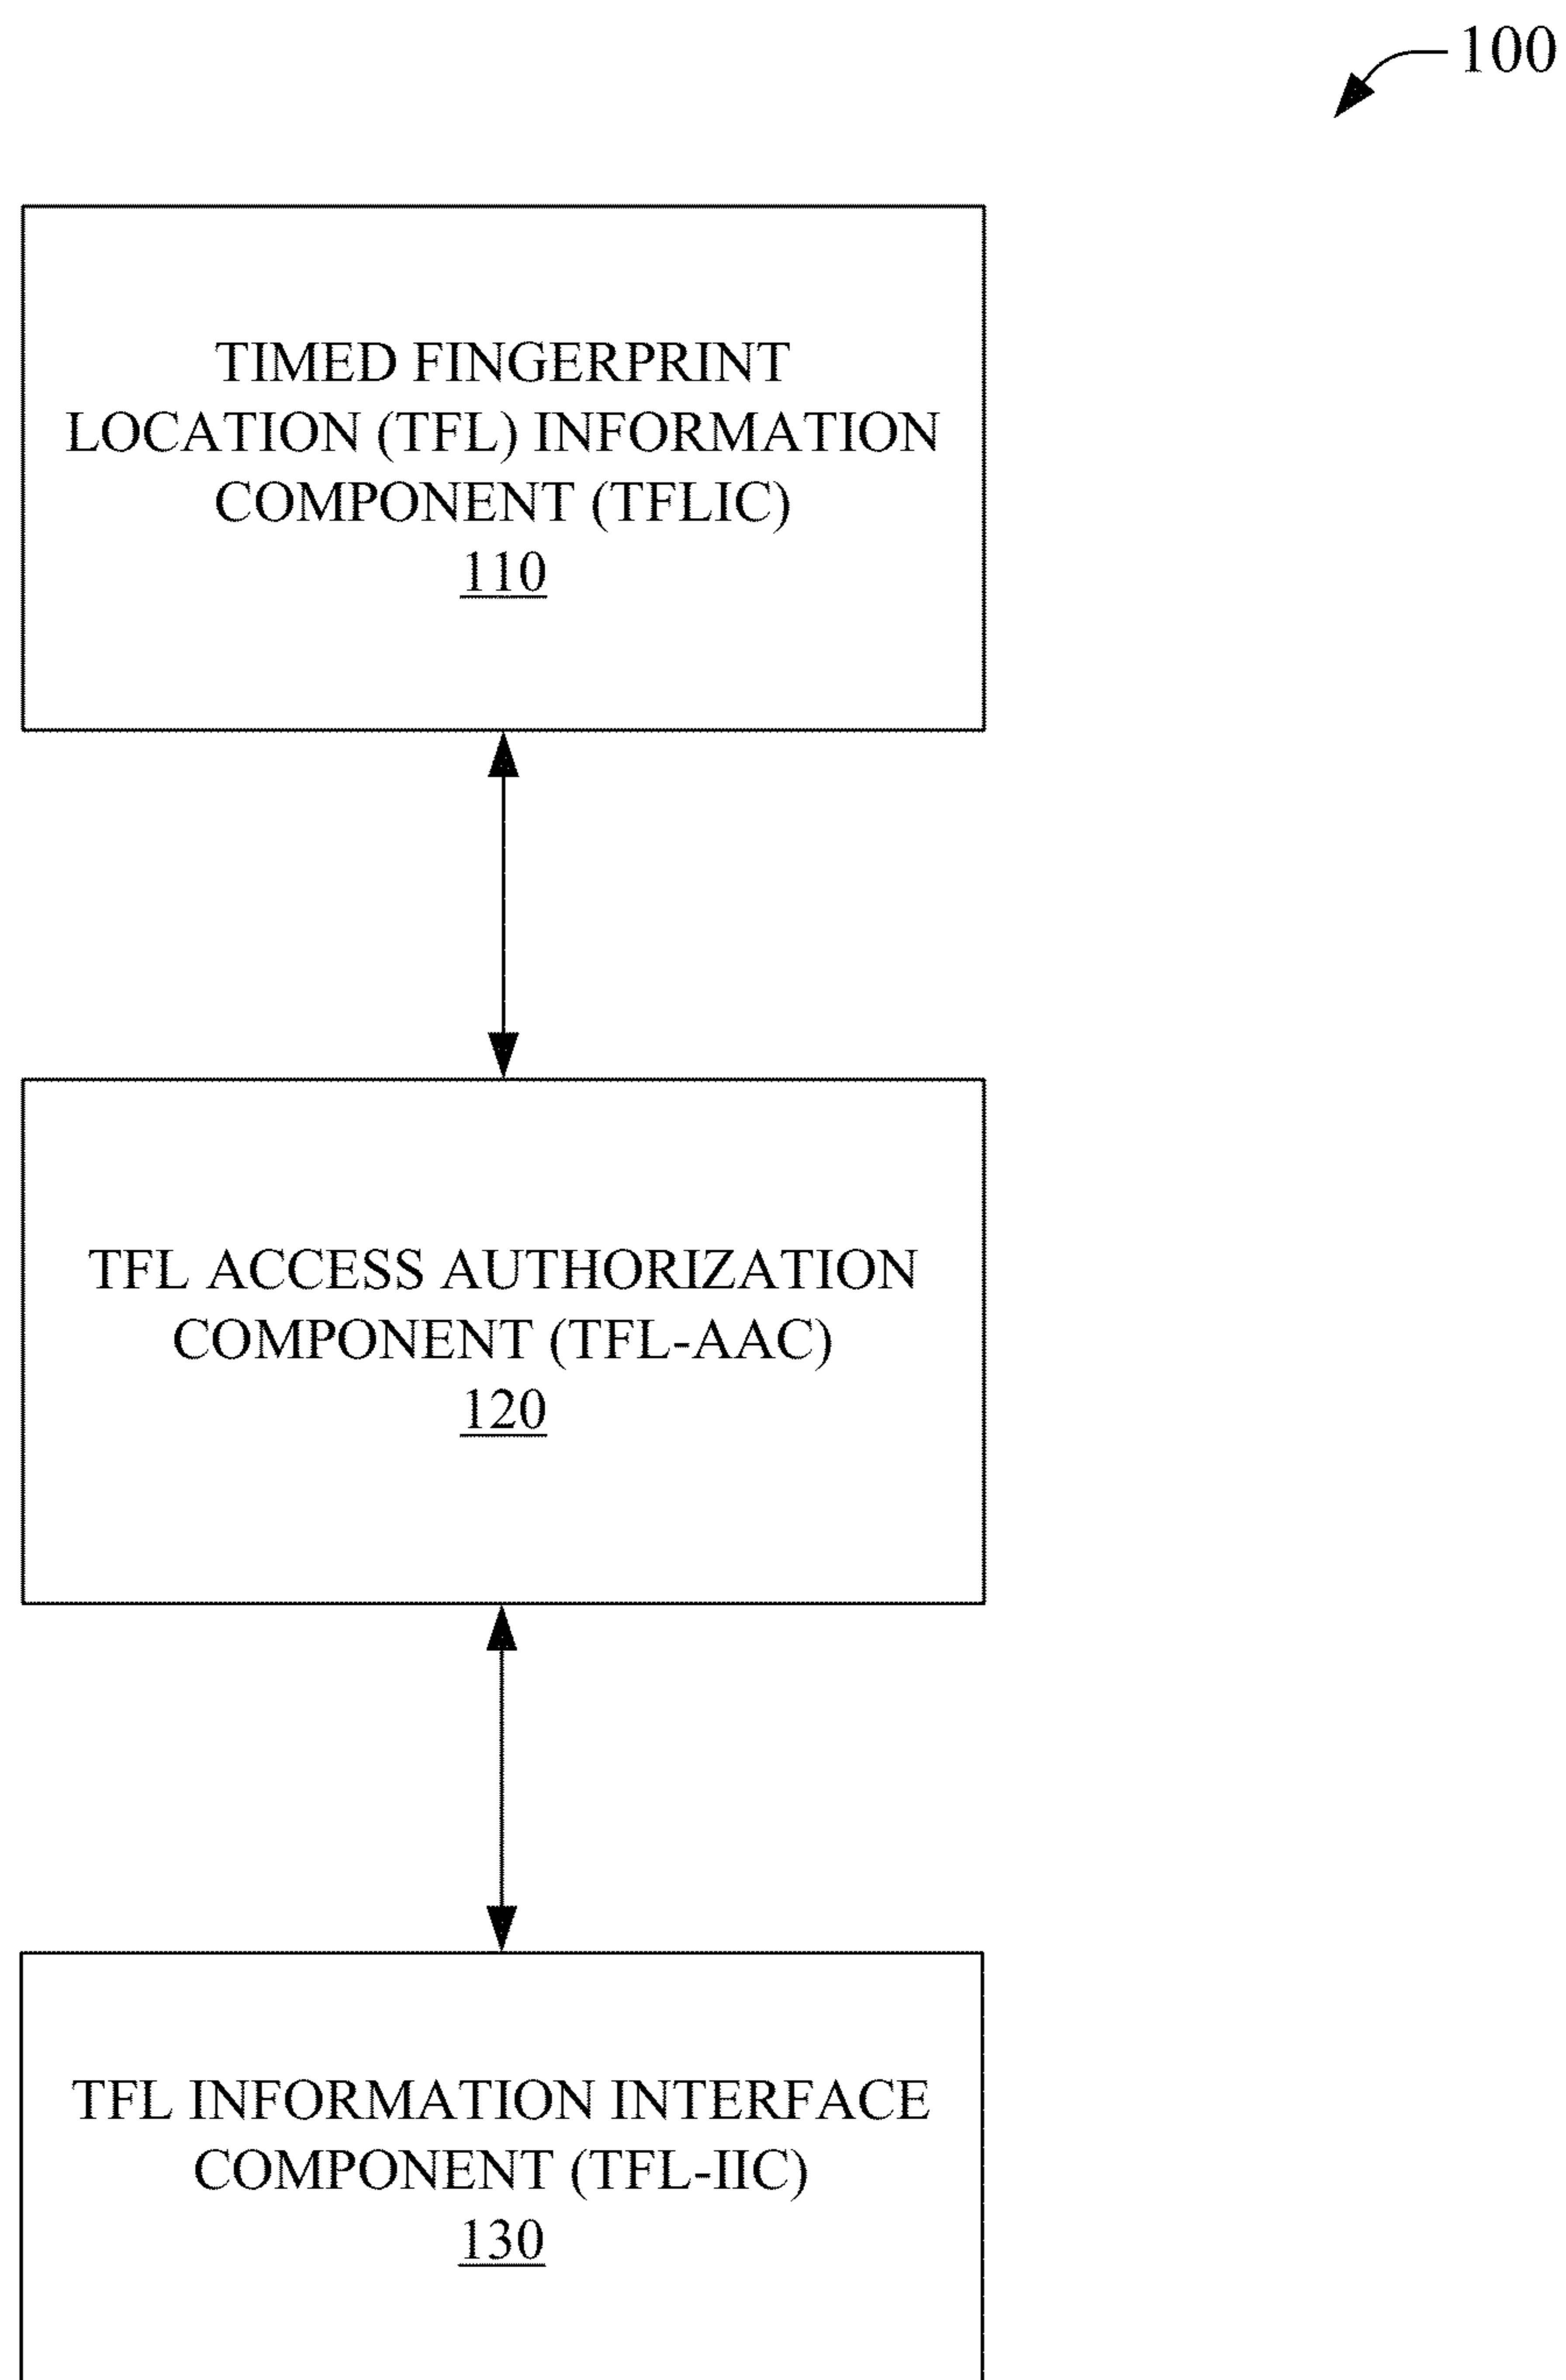 100
TIMED FINGERPRINT
LOCATION (TFL) INFORMATION
COMPONENT (TFLIC)
110
TFL ACCESS AUTHORIZATION
COMPONENT (TFL-AAC)
120
TFL INFORMATION INTERFACE
COMPONENT (TFL-IIC)
130